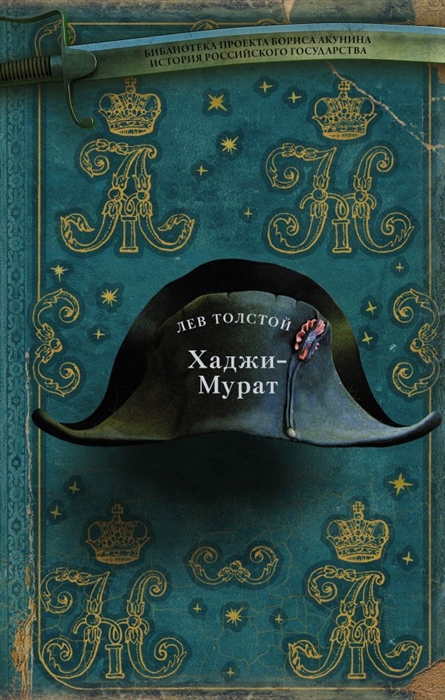 БИБЛИОТЕКА ПРОЕКТА БОРИСА АКУНИНА
ИСТОРИЯ РОССИЙСКОГО ГОСУДАРСТВА
ЛЕВ ТОЛСТОЙ
Хаджи-
Мурат